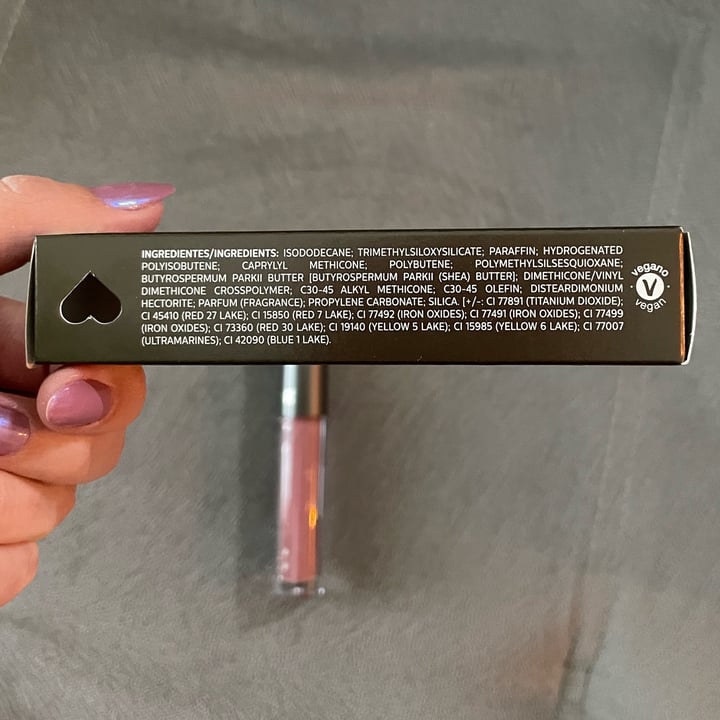 INGREDIENTES/INGREDIENTS: ISODODECANE; TRIMETHYLSILOXYSILICATE; PARAFFIN; HYDROGENATED
POLYISOBUTENE; CAPRYLYL METHICONE; POLYBUTENE; POLYMETHYLSILSESQUIOXANE;
BUTYROSPERMUM PARKII BUTTER [BUTYROSPERMUM PARKII (SHEA) BUTTER]; DIMETHICONE/VINYL
DIMETHICONE CROSSPOLYMER; C30-45 ALKYL METHICONE; C30-45 OLEFIN; DISTEARDIMONIUM
HECTORITE; PARFUM (FRAGRANCE); PROPYLENE CARBONATE; SILICA. [+/-: CI 77891 (TITANIUM DIOXIDE);
CI 45410 (RED 27 LAKE); CI 15850 (RED 7 LAKE); CI 77492 (IRON OXIDES); CI 77491 (IRON OXIDES); CI 77499
(IRON OXIDES); CI 73360 (RED 30 LAKE); CI 19140 (YELLOW 5 LAKE); CI 15985 (YELLOW 6 LAKE); CI 77007
(ULTRAMARINES); CI 42090 (BLUE 1 LAKE).
vegano
V
vegan